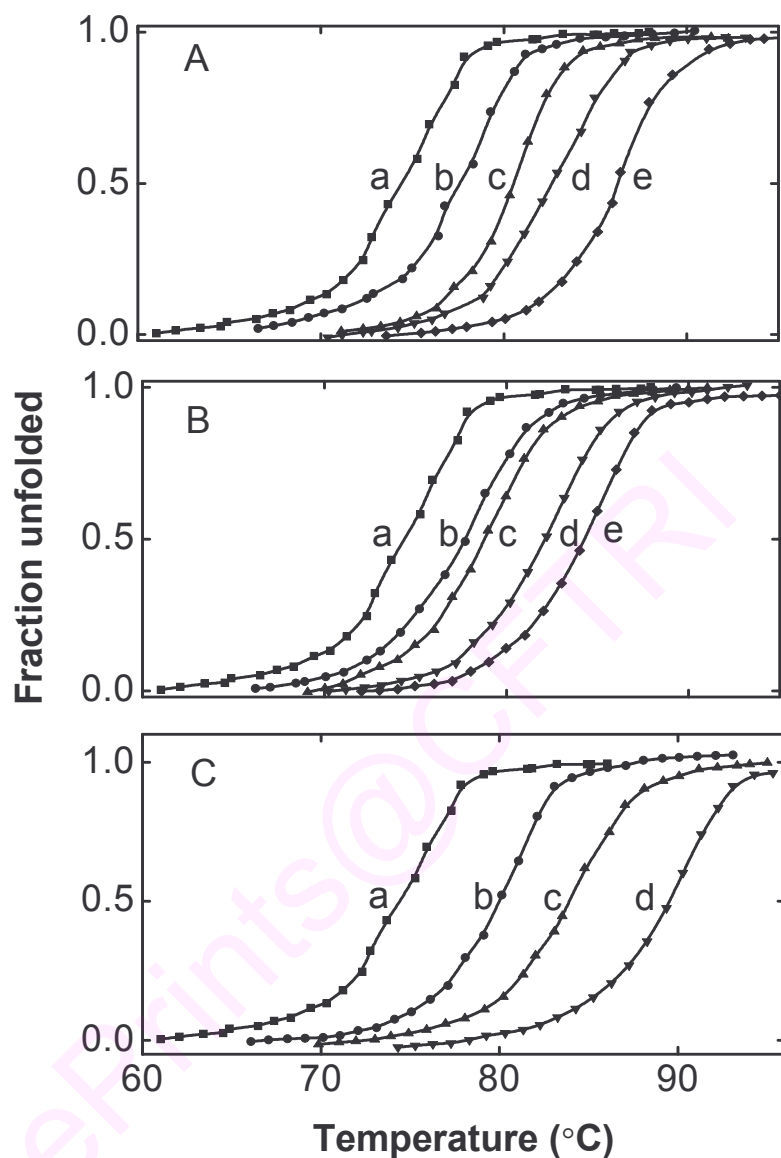 1.0
A
0.5
a
b
c
d
e
0.0
Fraction unfolded
1.0
B
0.5
a
b
c
d
e
0.0
1.0
C
0.5
a
b
c
d
0.0
60
70
80
90
Temperature (°C)
ePrints@CFTRI